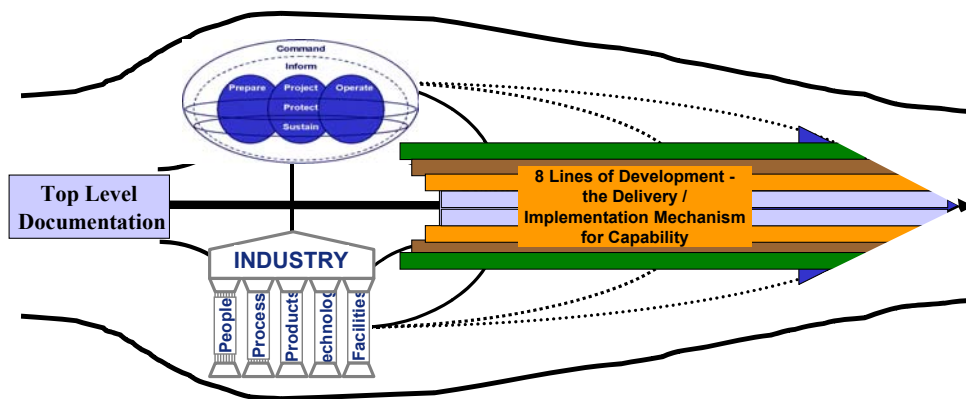 Command
Inform
Prepare Project Operate
Protect
Sustain
Top Level
Documentation
8 Lines of Development -
the Delivery /
Implementation Mechanism
for Capability
INDUSTRY
People
Process
Products
echnolog
Facilities